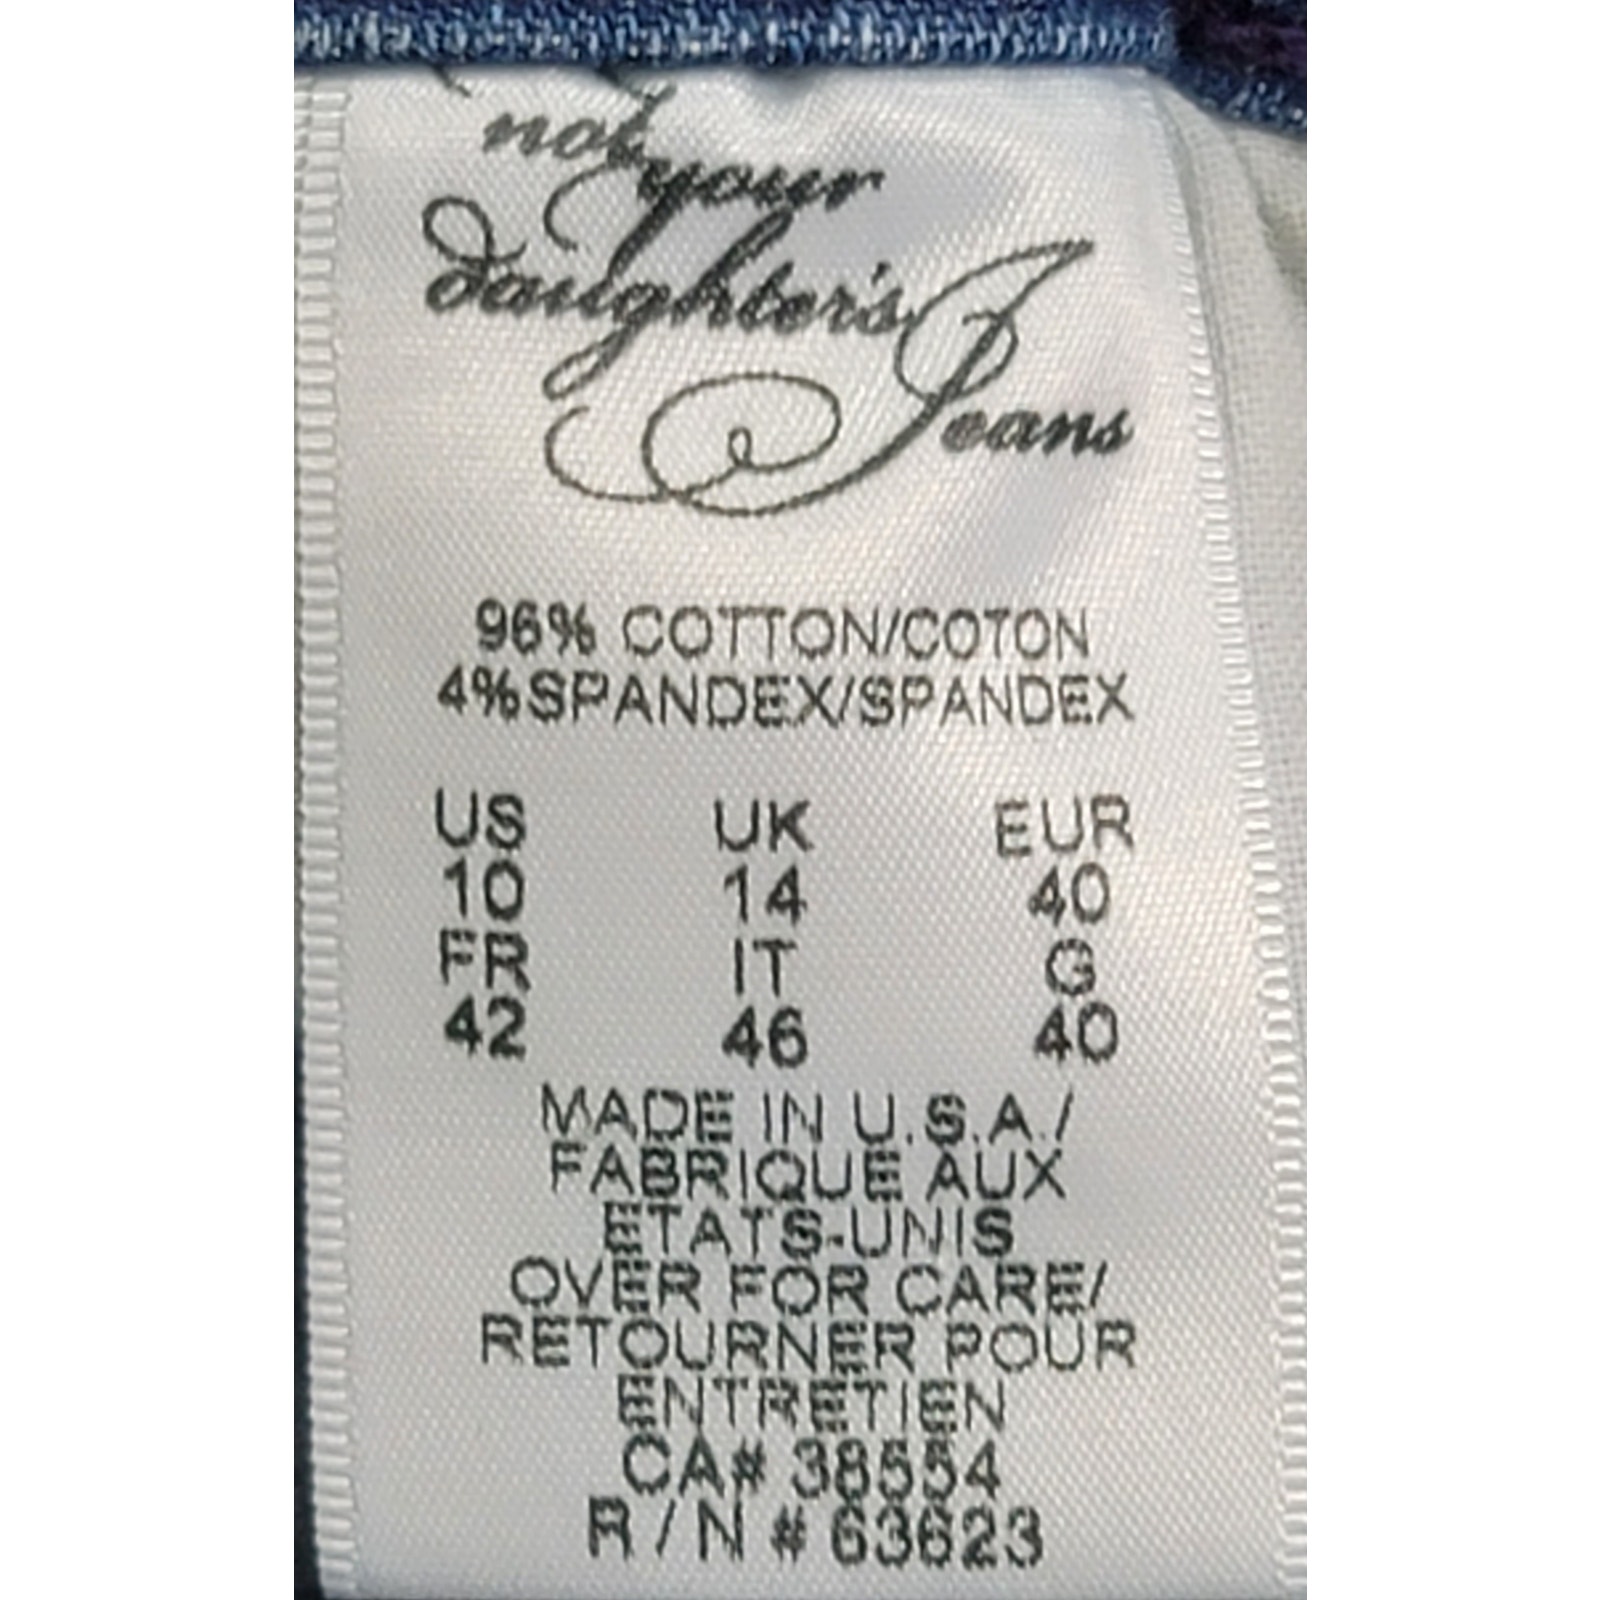 not your
daughter's
Jeans
96% COTTON/COTON
4%SPANDEX/SPANDEX
US UK EUR
10 14 40
FR IT G
42 46 40
MADE IN U.S.A./
FABRIQUE AUX
ETATS-UNIS
OVER FOR CARE/
RETOURNER POUR
ENTRETIEN
CA# 38554
R/N # 63623